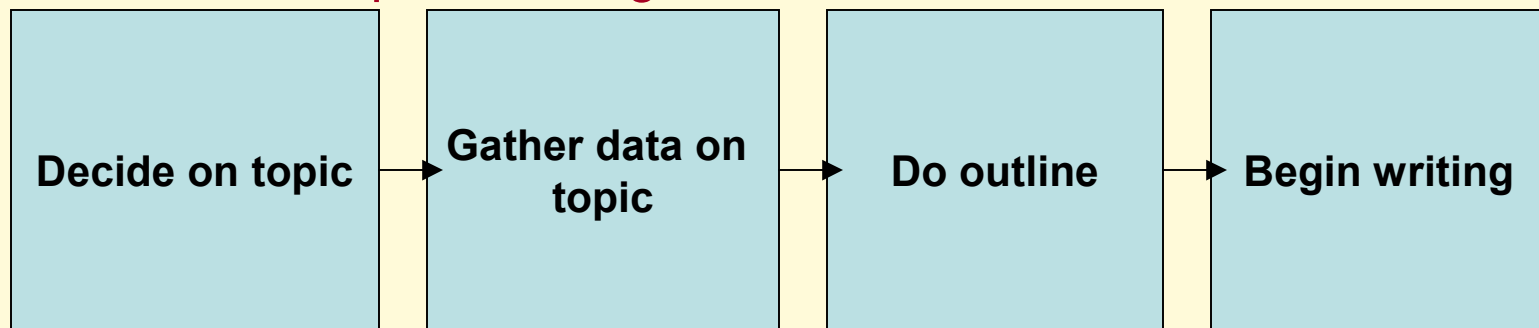 Decide on topic
Gather data on
topic
Do outline
Begin writing